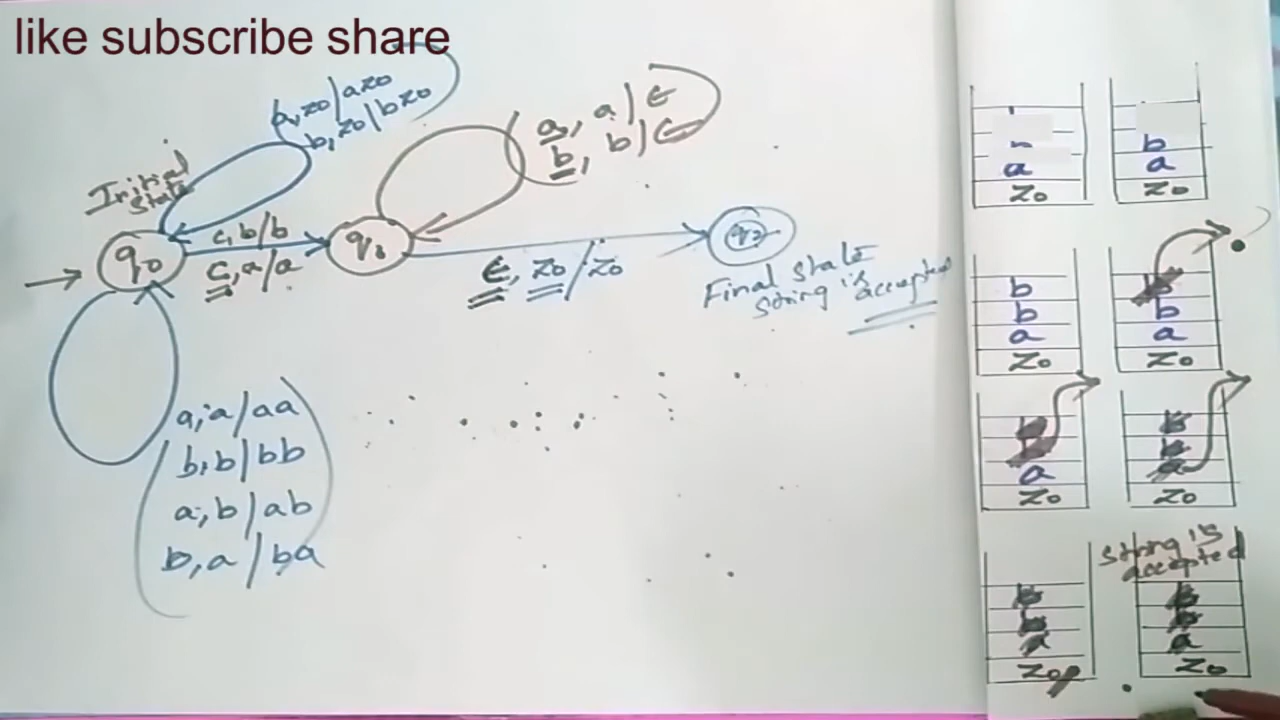 like subscribe share
a, z0 / az0
b, z0 / bz0
Initial
state
a, a / ε
b, b / ε
c, b / b
c, a / a
q0
q1
ε, z0 / z0
Final state
string is accepted
a, a / aa
b, b / bb
a, b / ab
b, a / ba
a
z0
b
a
z0
b
b
a
z0
b
a
z0
a
z0
z0
z0
string is
accepted
z0